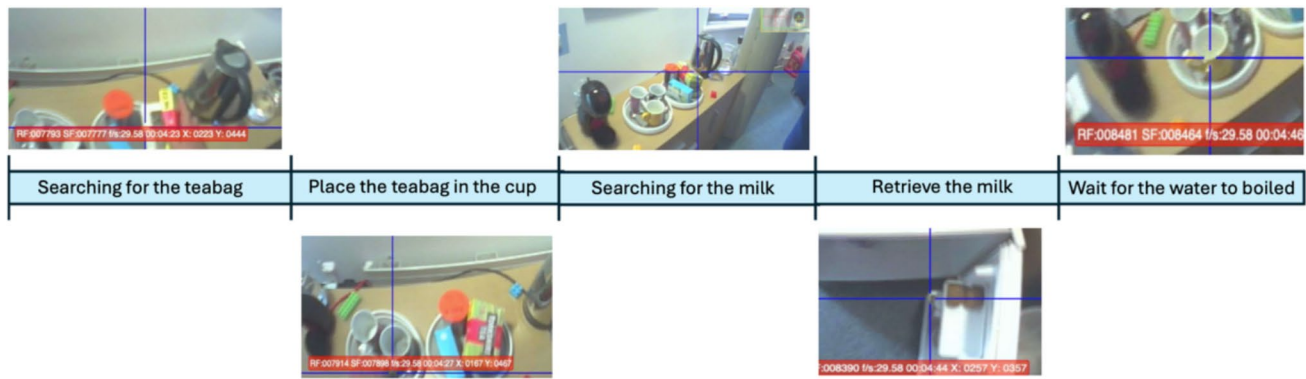 RF:007793 SF:007777 f/s:29.58 00:04:23 X: 0223 Y: 0444
RF:008481 SF:008464 f/s:29.58 00:04:46
Searching for the teabag
Place the teabag in the cup
Searching for the milk
Retrieve the milk
Wait for the water to boiled
RF:007914 SF:007898 f/s:29.58 00:04:27 X: 0167 Y: 0467
:008390 f/s:29.58 00:04:44 X: 0257 Y: 0357